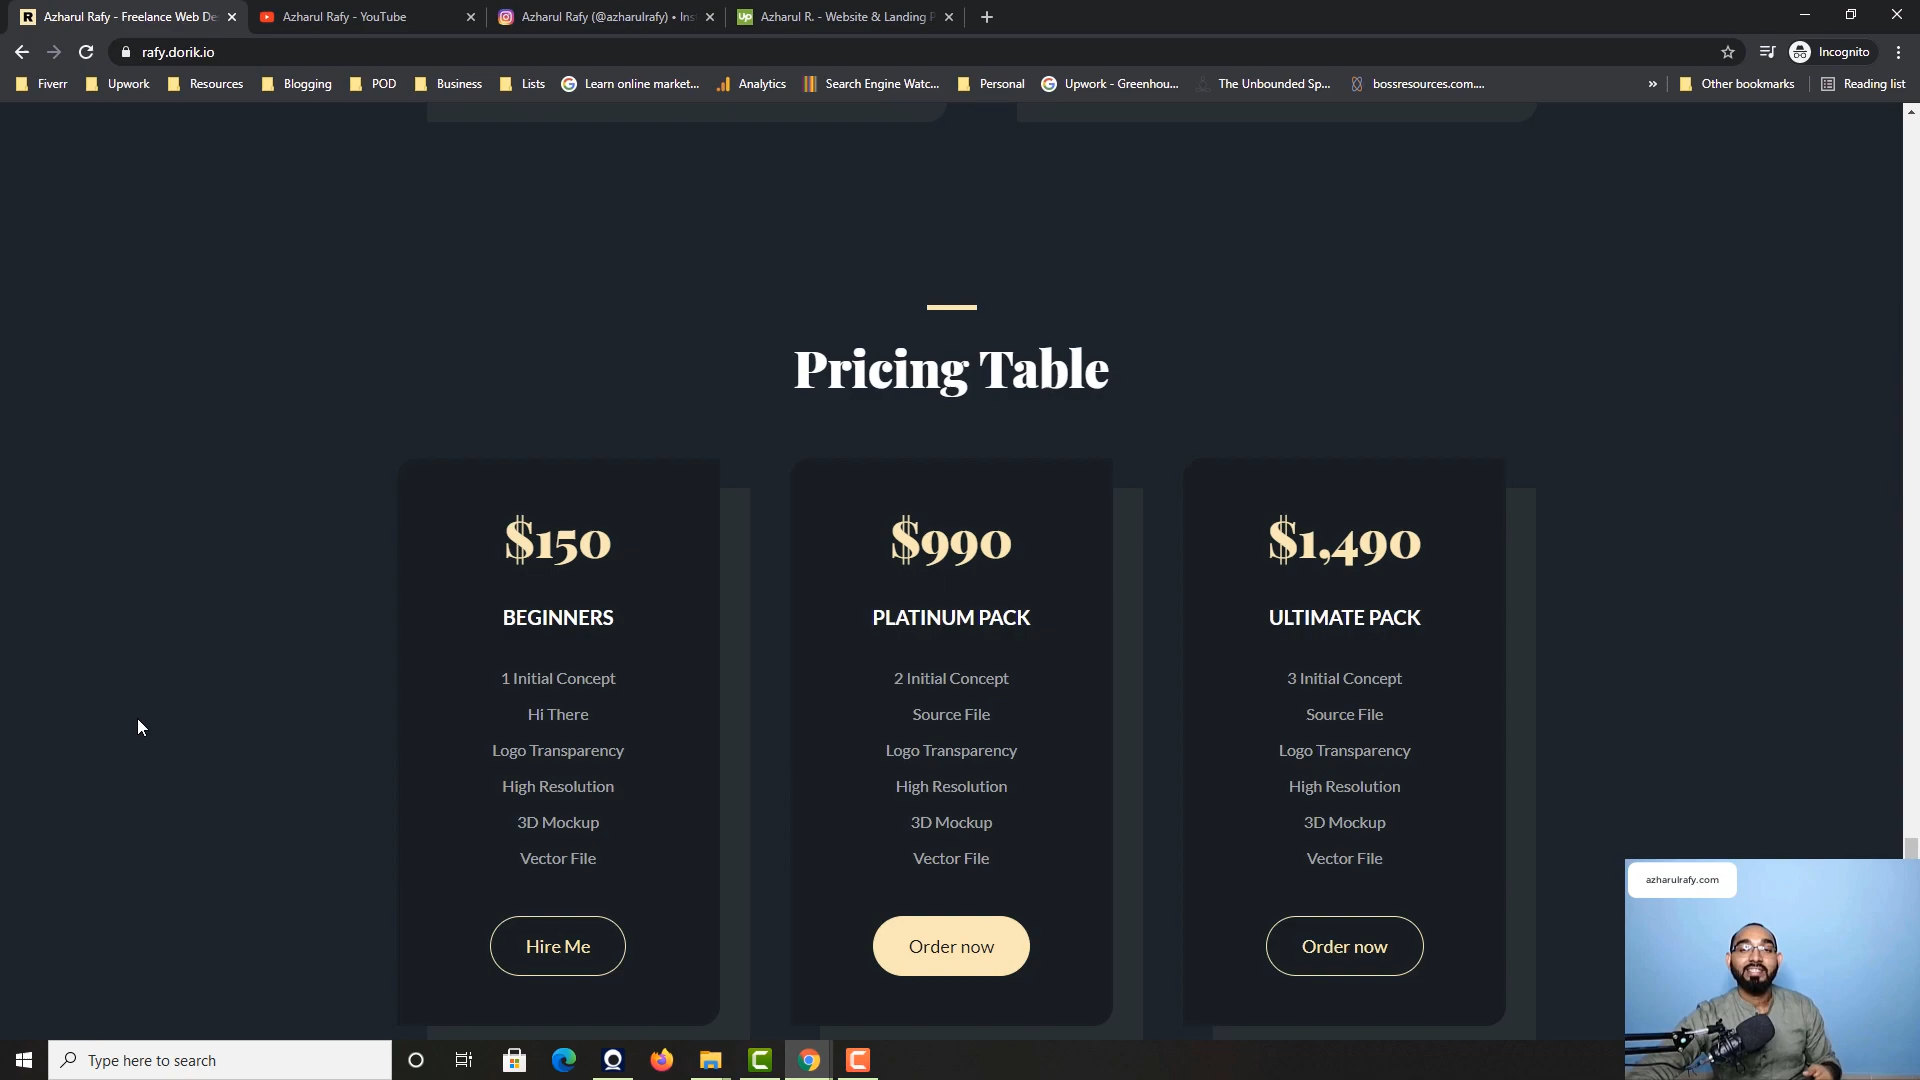 Azharul Rafy - Freelance Web De
Azharul Rafy - YouTube
Azharul Rafy (@azharulrafy) • Ins
Up
Azharul R. - Website & Landing P
rafy.dorik.io
Incognito
Fiverr
Upwork
Resources
Blogging
POD
Business
Lists
Learn online market...
Analytics
Search Engine Watc...
Personal
Upwork - Greenhou...
The Unbounded Sp...
bossresources.com....
»
Other bookmarks
Reading list
Pricing Table
$150
BEGINNERS
1 Initial Concept
Hi There
Logo Transparency
High Resolution
3D Mockup
Vector File
Hire Me
$990
PLATINUM PACK
2 Initial Concept
Source File
Logo Transparency
High Resolution
3D Mockup
Vector File
Order now
$1,490
ULTIMATE PACK
3 Initial Concept
Source File
Logo Transparency
High Resolution
3D Mockup
Vector File
Order now
azharulrafy.com
Type here to search